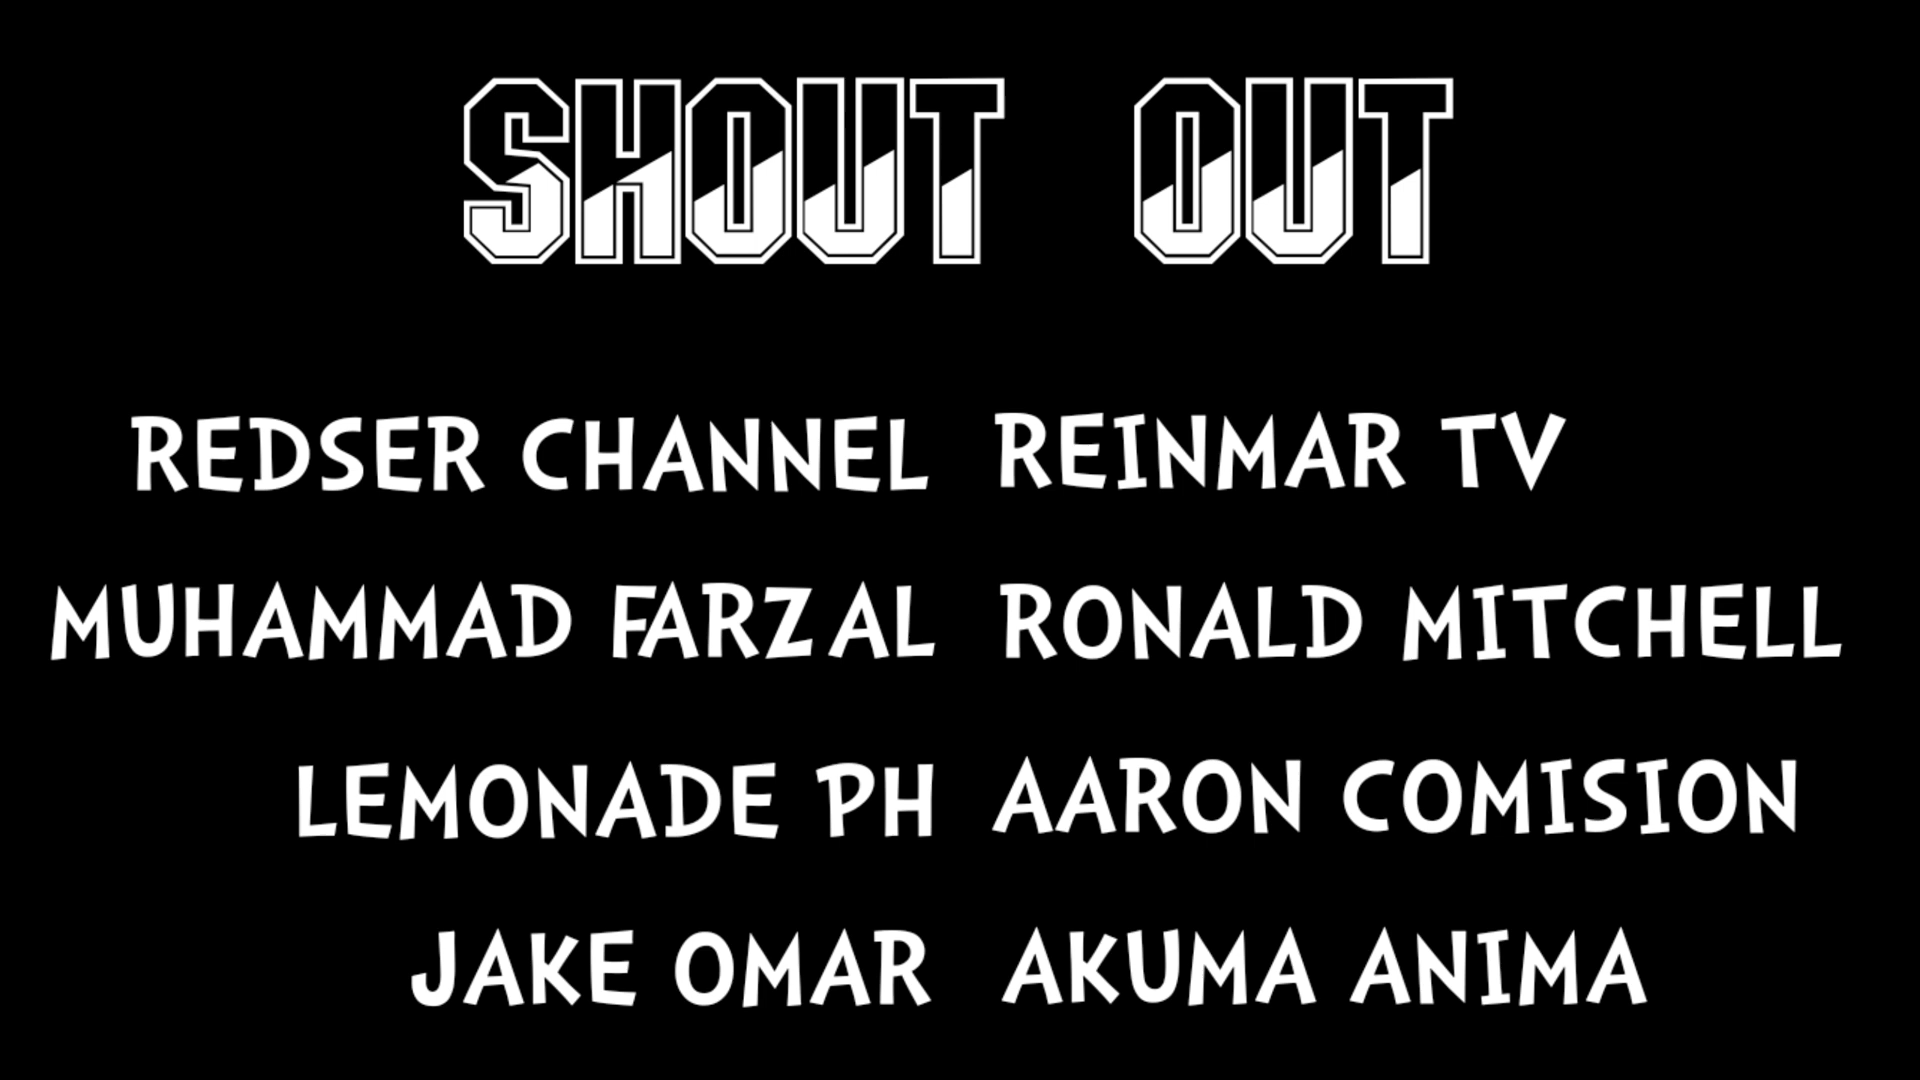 SHOUT OUT
REDSER CHANNEL REINMAR TV
MUHAMMAD FARZAL RONALD MITCHELL
LEMONADE PH AARON COMISION
JAKE OMAR AKUMA ANIMA